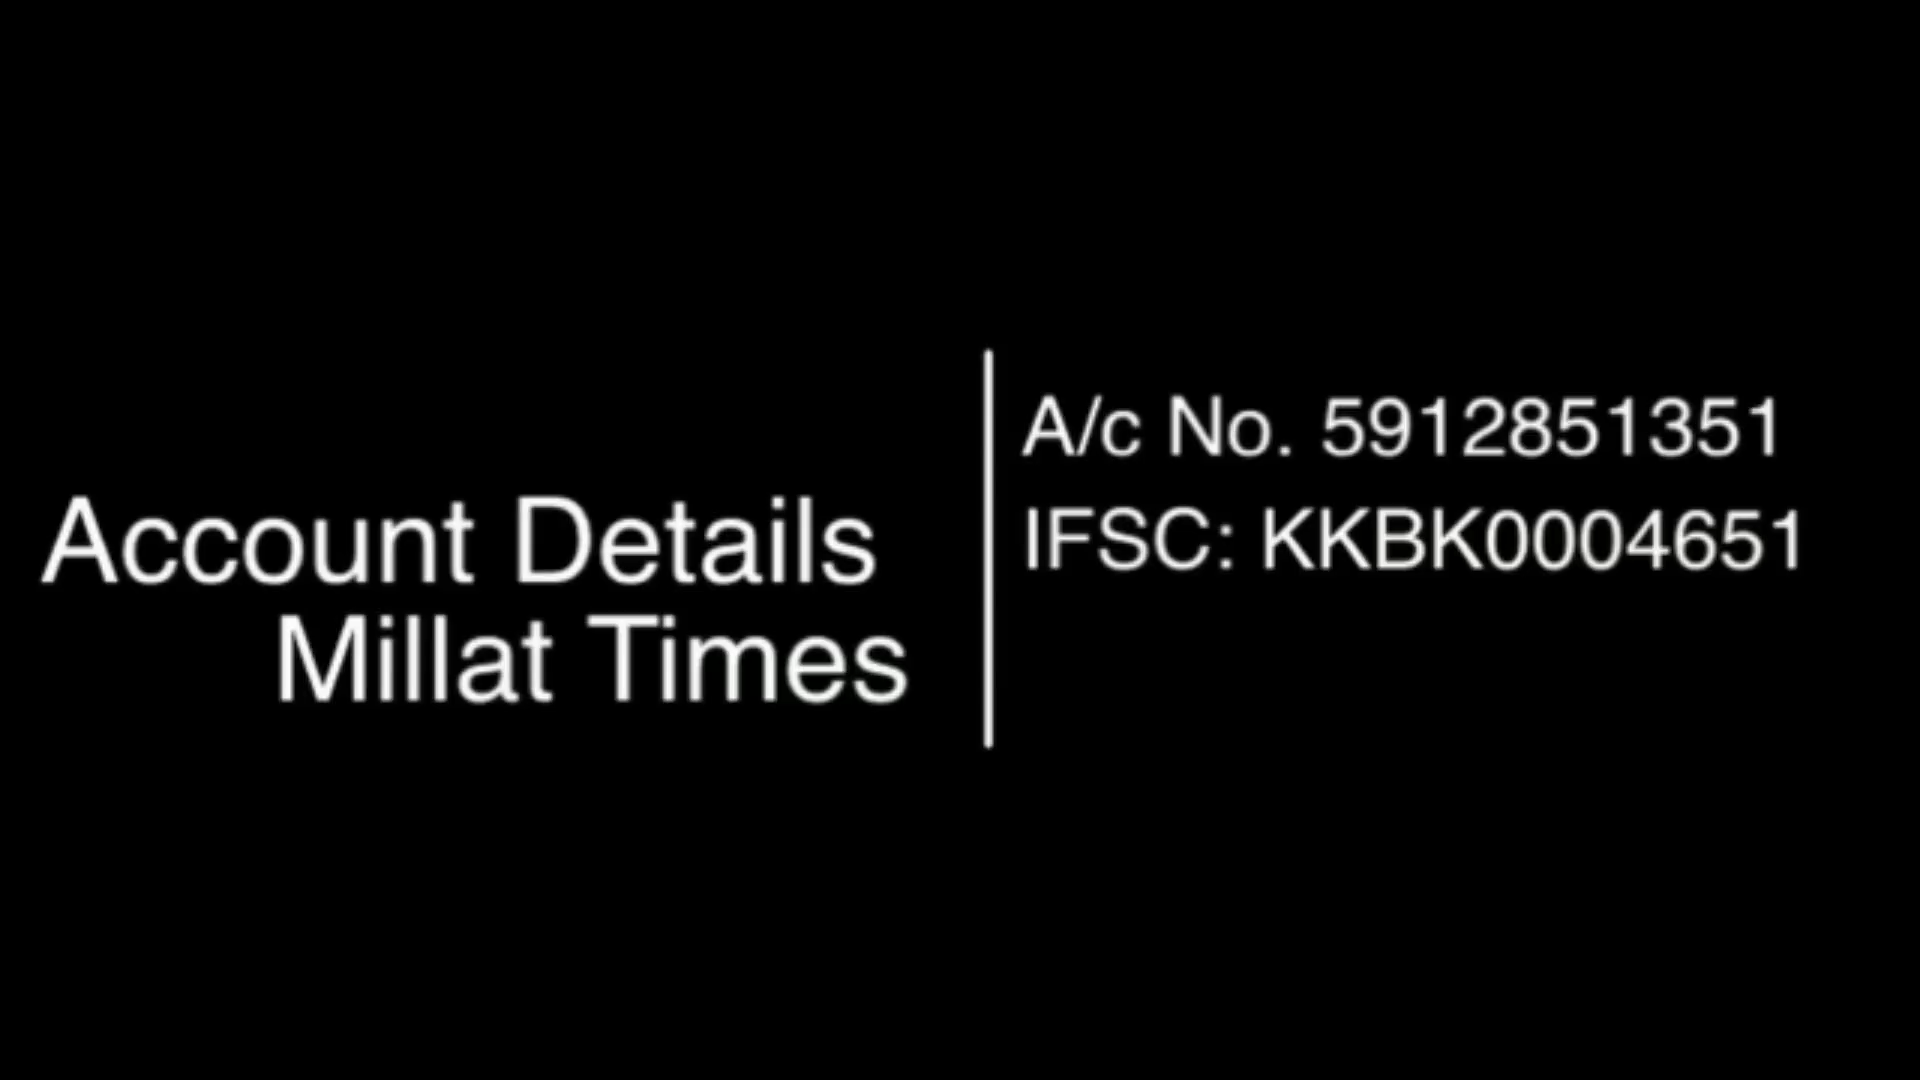 Account Details
Millat Times
A/c No. 5912851351
IFSC: KKBK0004651